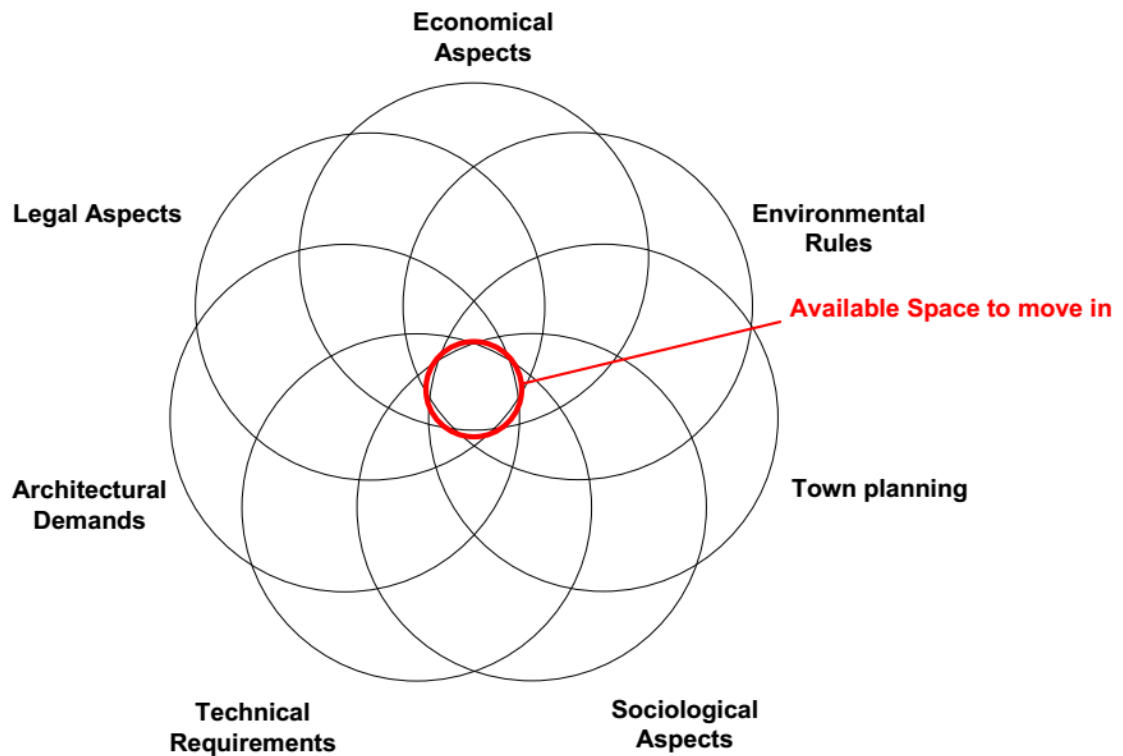 Economical
Aspects
Legal Aspects
Environmental
Rules
Available Space to move in
Architectural
Demands
Town planning
Technical
Requirements
Sociological
Aspects